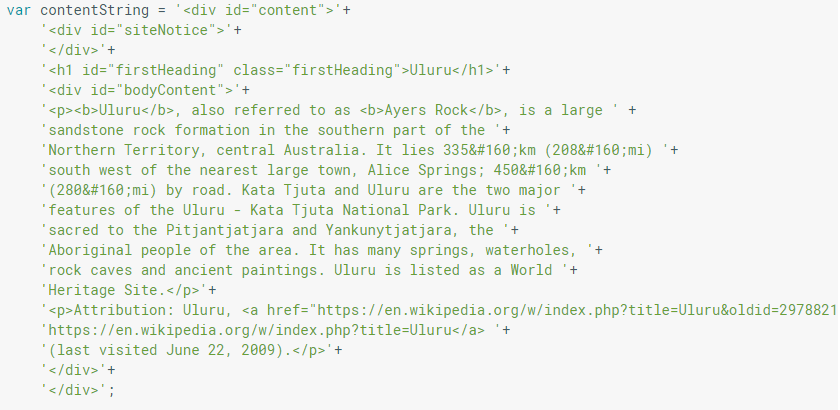 var contentString = '<div id="content">'+
'<div id="siteNotice">'+
'</div>'+
'<h1 id="firstHeading" class="firstHeading">Uluru</h1>'+
'<div id="bodyContent">'+
'<p><b>Uluru</b>, also referred to as <b>Ayers Rock</b>, is a large ' +
'sandstone rock formation in the southern part of the '+
'Northern Territory, central Australia. It lies 335&#160;km (208&#160;mi) '+
'south west of the nearest large town, Alice Springs; 450&#160;km '+
'(280&#160;mi) by road. Kata Tjuta and Uluru are the two major '+
'features of the Uluru - Kata Tjuta National Park. Uluru is '+
'sacred to the Pitjantjatjara and Yankunytjatjara, the '+
'Aboriginal people of the area. It has many springs, waterholes, '+
'rock caves and ancient paintings. Uluru is listed as a World '+
'Heritage Site.</p>'+
'<p>Attribution: Uluru, <a href="https://en.wikipedia.org/w/index.php?title=Uluru&oldid=2978821
'https://en.wikipedia.org/w/index.php?title=Uluru</a> '+
'(last visited June 22, 2009).</p>'+
'</div>'+
'</div>';